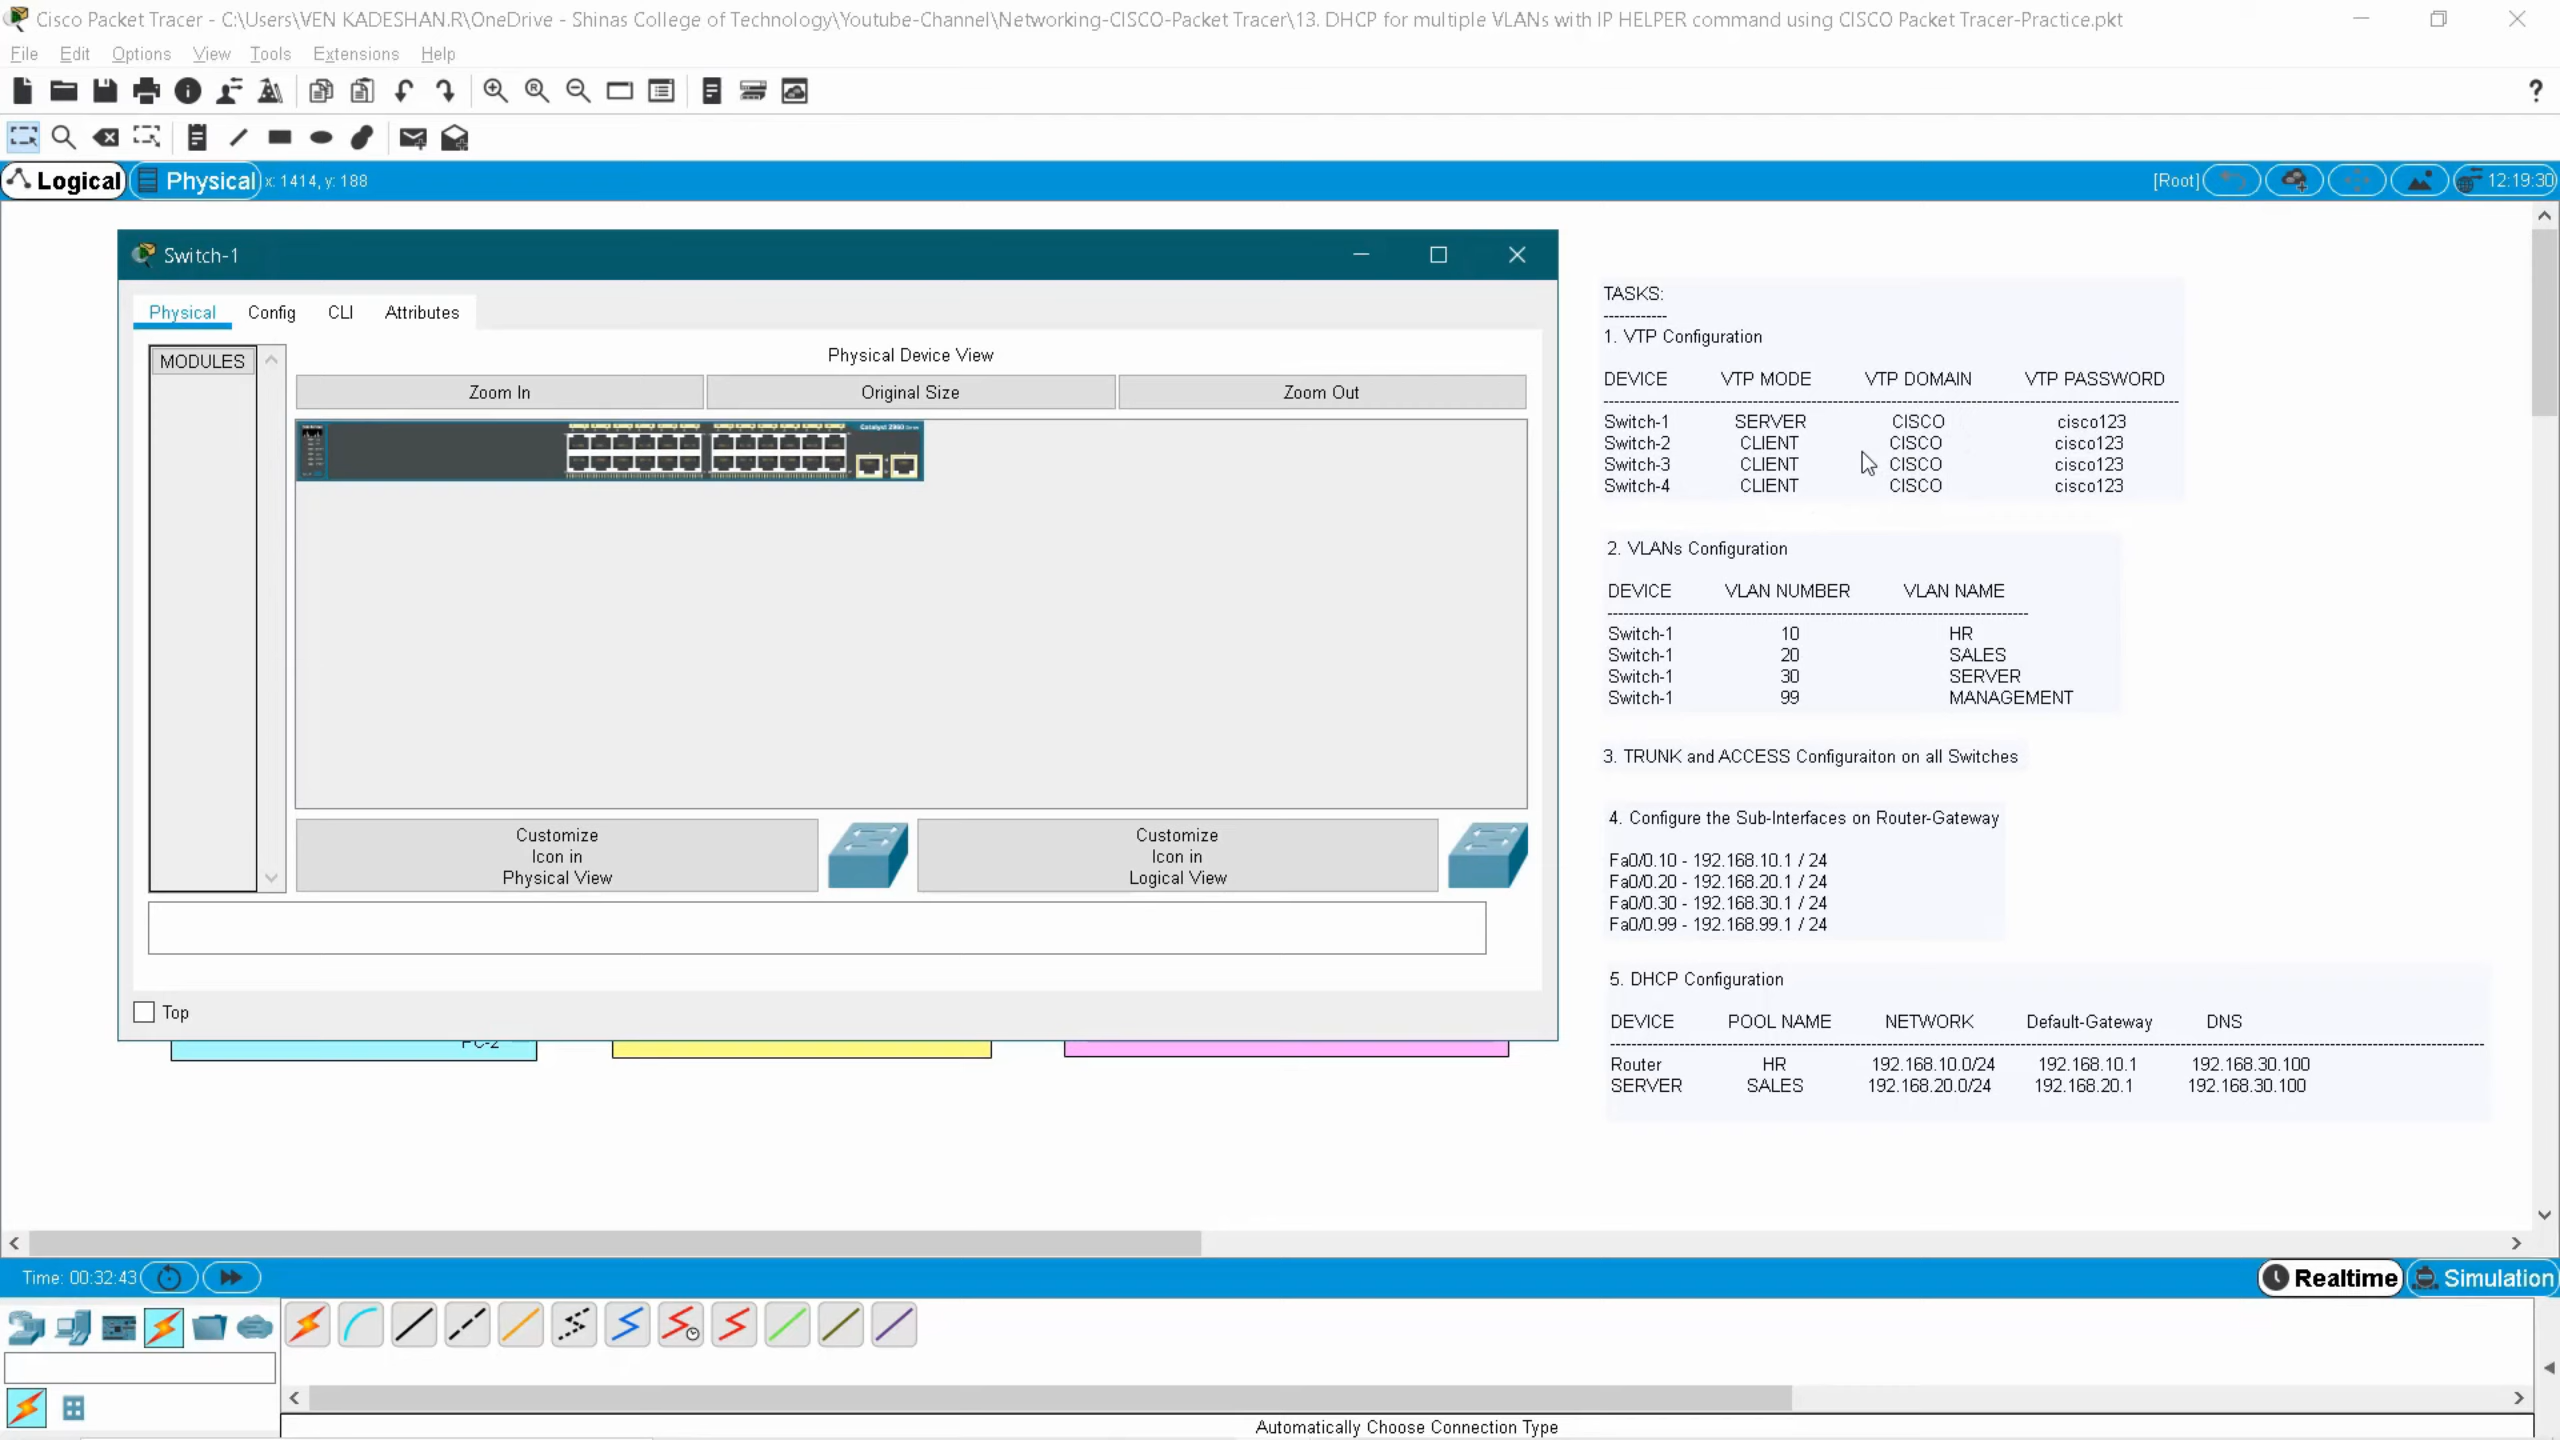 Cisco Packet Tracer - C:\Users\VEN KADESHAN.R\OneDrive - Shinas College of Technology\Youtube-Channel\Networking-CISCO-Packet Tracer\13. DHCP for multiple VLANs with IP HELPER command using CISCO Packet Tracer-Practice.pkt
File Edit Options View Tools Extensions Help
Logical Physical x: 1414, y: 188 [Root] 12:19:30
Switch-1
Physical Config CLI Attributes
MODULES
Physical Device View
Zoom In Original Size Zoom Out
Customize
Icon in
Physical View
Customize
Icon in
Logical View
Top
PC-2
TASKS:
------------
1. VTP Configuration
DEVICE VTP MODE VTP DOMAIN VTP PASSWORD
Switch-1 SERVER CISCO cisco123
Switch-2 CLIENT CISCO cisco123
Switch-3 CLIENT CISCO cisco123
Switch-4 CLIENT CISCO cisco123
2. VLANs Configuration
DEVICE VLAN NUMBER VLAN NAME
Switch-1 10 HR
Switch-1 20 SALES
Switch-1 30 SERVER
Switch-1 99 MANAGEMENT
3. TRUNK and ACCESS Configuraiton on all Switches
4. Configure the Sub-Interfaces on Router-Gateway
Fa0/0.10 - 192.168.10.1 / 24
Fa0/0.20 - 192.168.20.1 / 24
Fa0/0.30 - 192.168.30.1 / 24
Fa0/0.99 - 192.168.99.1 / 24
5. DHCP Configuration
DEVICE POOL NAME NETWORK Default-Gateway DNS
Router HR 192.168.10.0/24 192.168.10.1 192.168.30.100
SERVER SALES 192.168.20.0/24 192.168.20.1 192.168.30.100
Time: 00:32:43 Realtime Simulation
Automatically Choose Connection Type